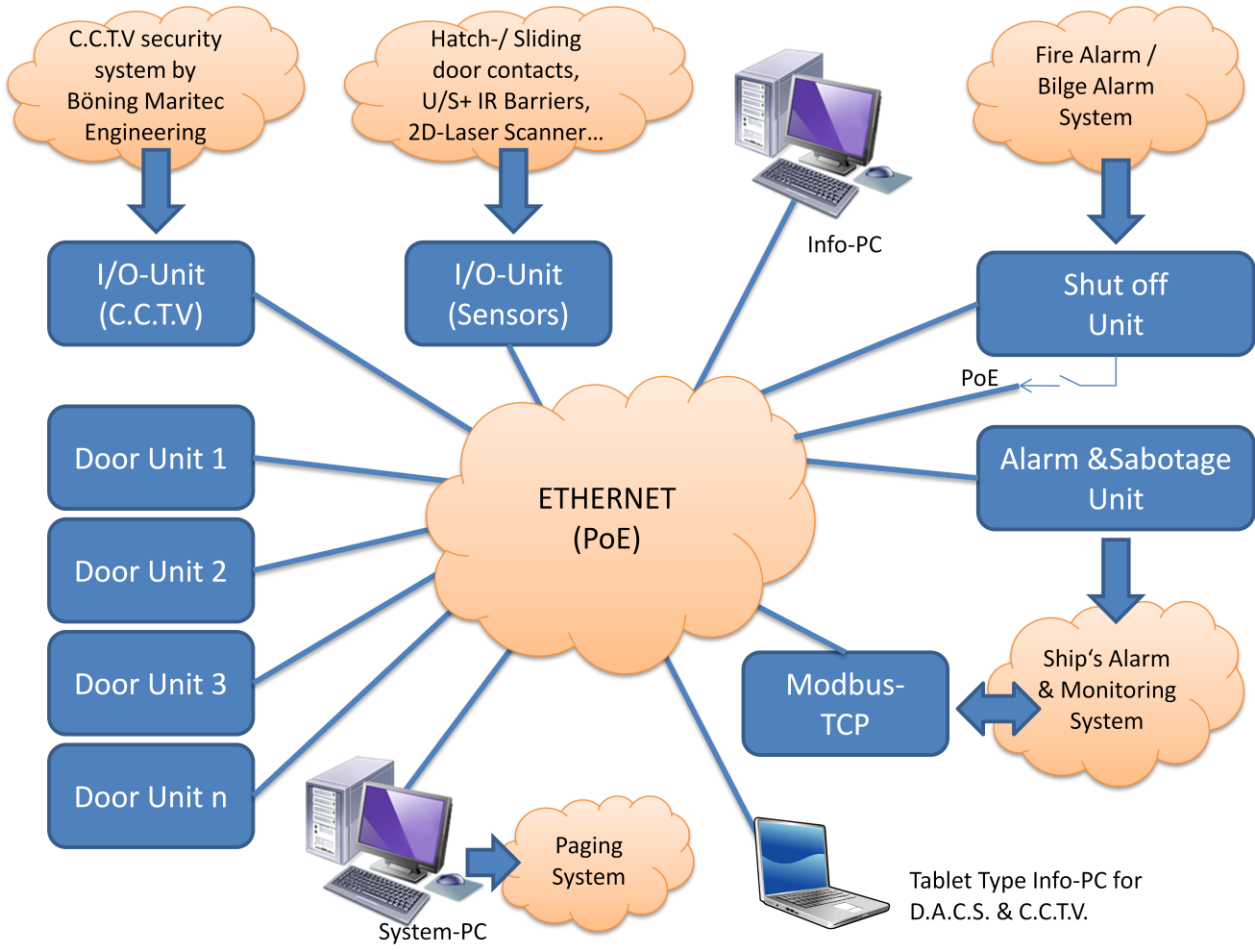 C.C.T.V security
system by
Böning Maritec
Engineering
Hatch-/ Sliding
door contacts,
U/S+ IR Barriers,
2D-Laser Scanner...
Fire Alarm /
Bilge Alarm
System
Info-PC
I/O-Unit
(C.C.T.V)
I/O-Unit
(Sensors)
Shut off
Unit
PoE
Door Unit 1
Door Unit 2
Door Unit 3
Door Unit n
ETHERNET
(PoE)
Alarm &Sabotage
Unit
Modbus-
TCP
Ship‘s Alarm
& Monitoring
System
Paging
System
System-PC
Tablet Type Info-PC for
D.A.C.S. & C.C.T.V.